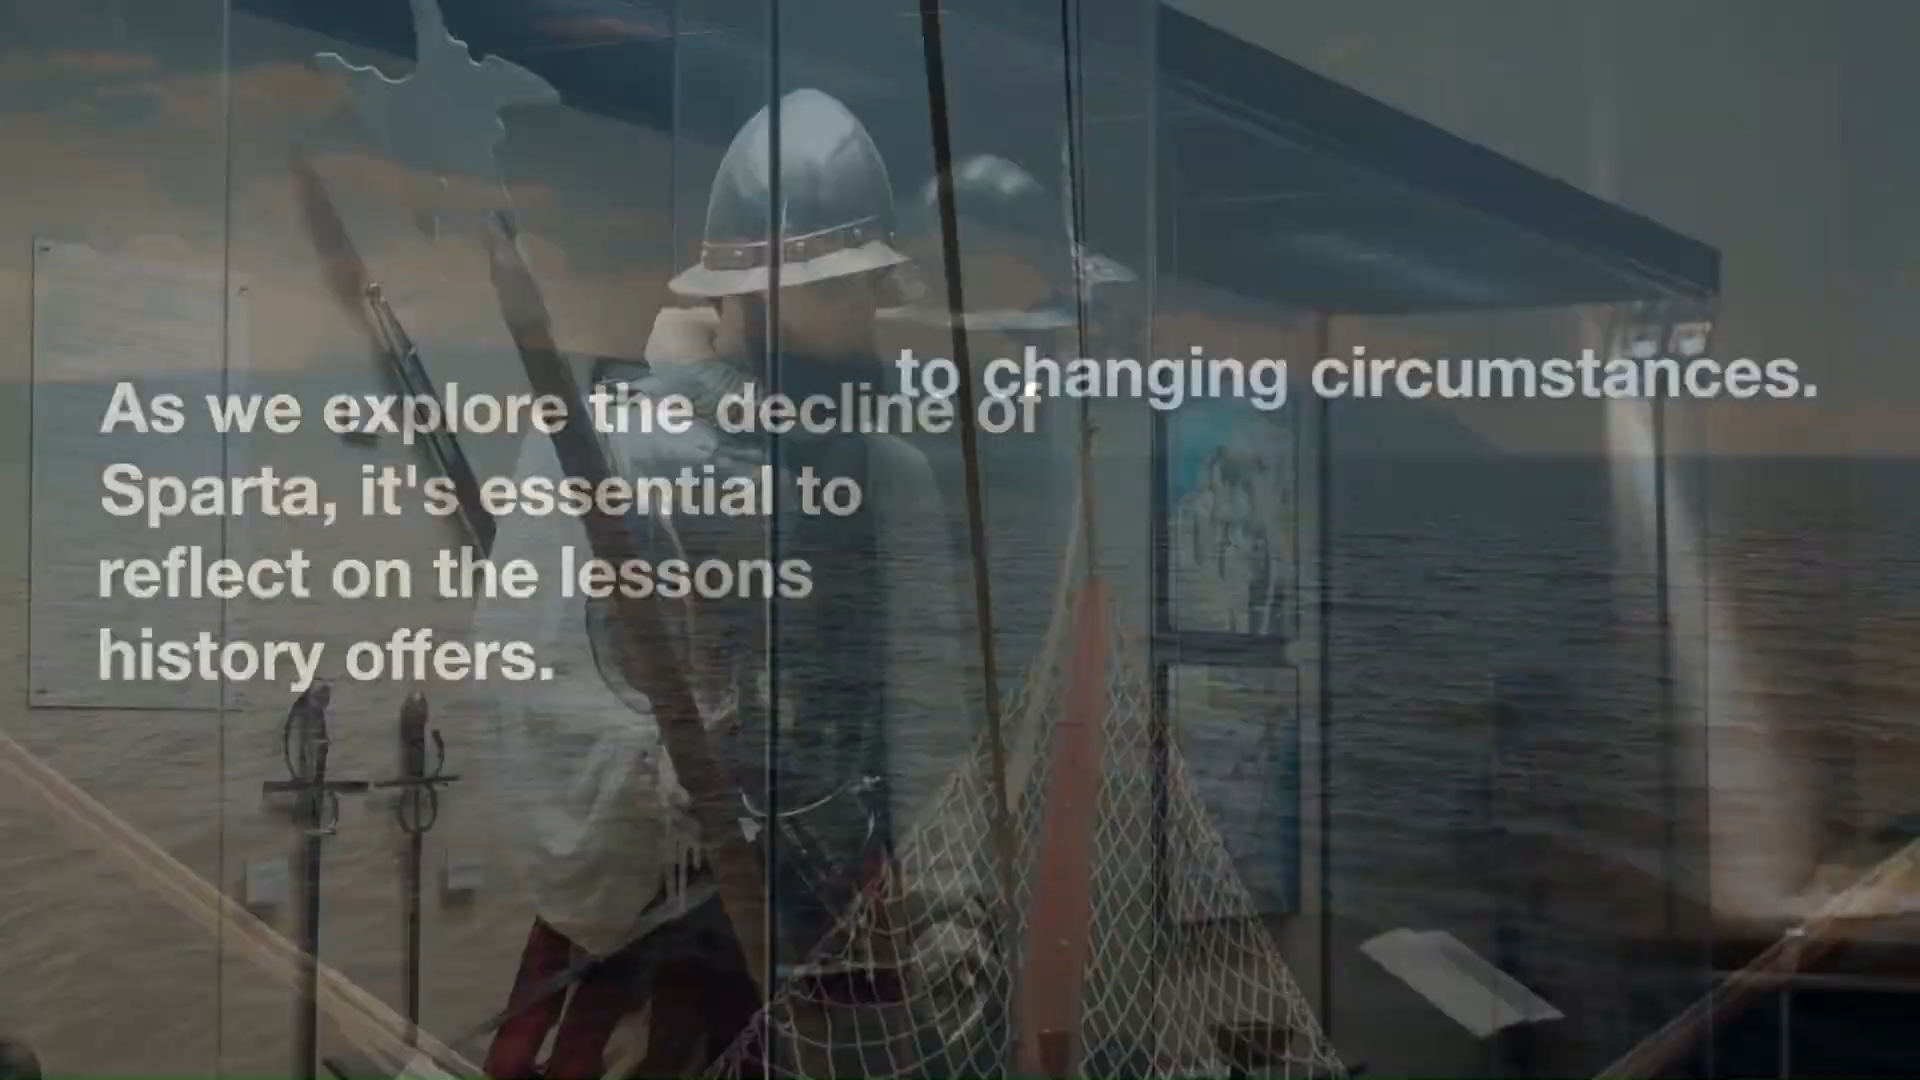 to changing circumstances.
As we explore the decline of
Sparta, it's essential to
reflect on the lessons
history offers.